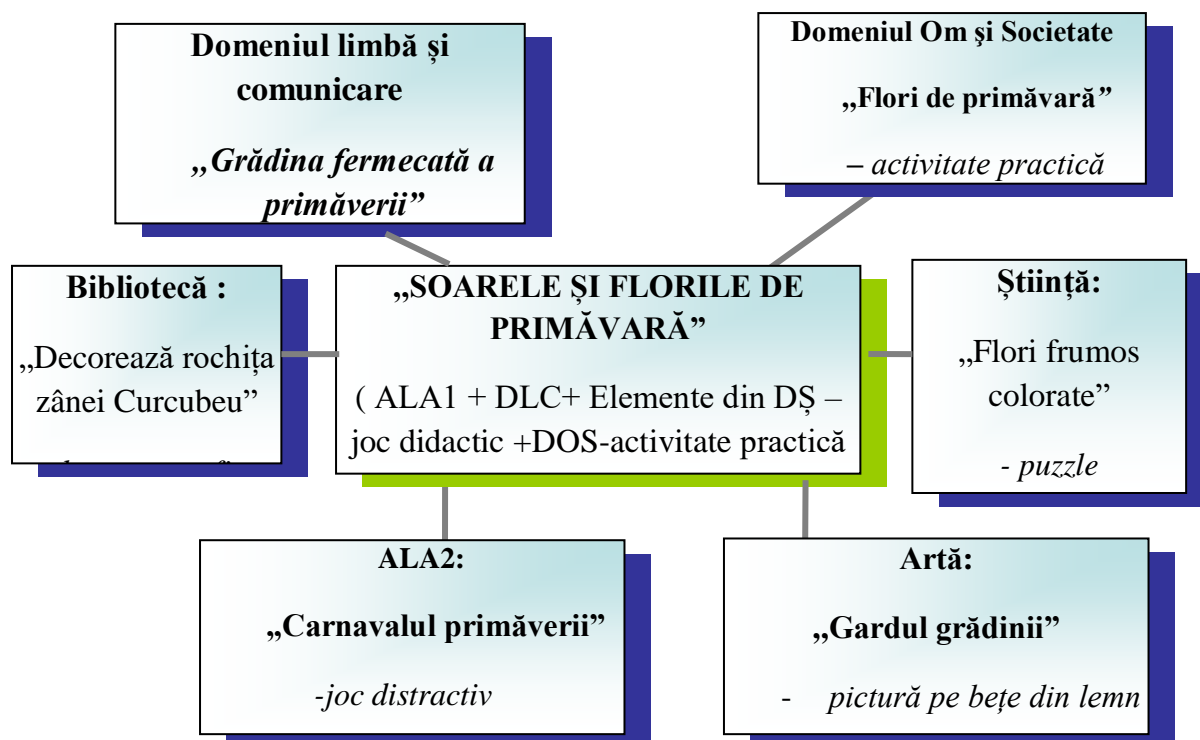 Domeniul limbă și
comunicare
„Grădina fermecată a
primăverii”
Domeniul Om şi Societate
„Flori de primăvară”
– activitate practică
Bibliotecă :
„Decorează rochița
zânei Curcubeu”
„SOARELE ȘI FLORILE DE
PRIMĂVARĂ”
( ALA1 + DLC+ Elemente din DȘ –
joc didactic +DOS-activitate practică
Știință:
„Flori frumos
colorate”
- puzzle
ALA2:
„Carnavalul primăverii”
-joc distractiv
Artă:
„Gardul grădinii”
- pictură pe bețe din lemn